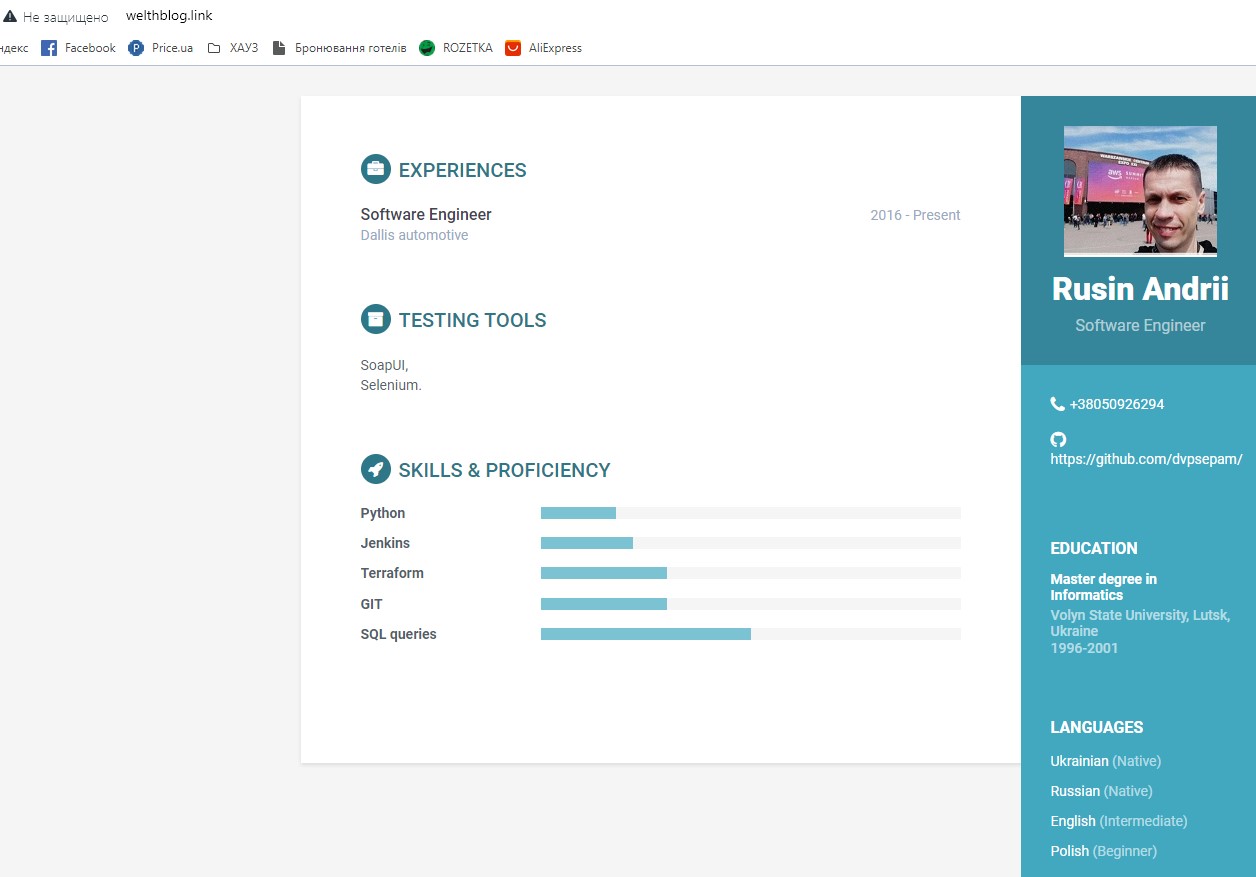 Не защищено welthblog.link
ндекс Facebook Price.ua ХАУЗ Бронювання готелів ROZETKA AliExpress
EXPERIENCES
Software Engineer 2016 - Present
Dallis automotive
TESTING TOOLS
SoapUI,
Selenium.
SKILLS & PROFICIENCY
Python
Jenkins
Terraform
GIT
SQL queries
aws
Rusin Andrii
Software Engineer
+38050926294
https://github.com/dvpsepam/
EDUCATION
Master degree in
Informatics
Volyn State University, Lutsk,
Ukraine
1996-2001
LANGUAGES
Ukrainian (Native)
Russian (Native)
English (Intermediate)
Polish (Beginner)